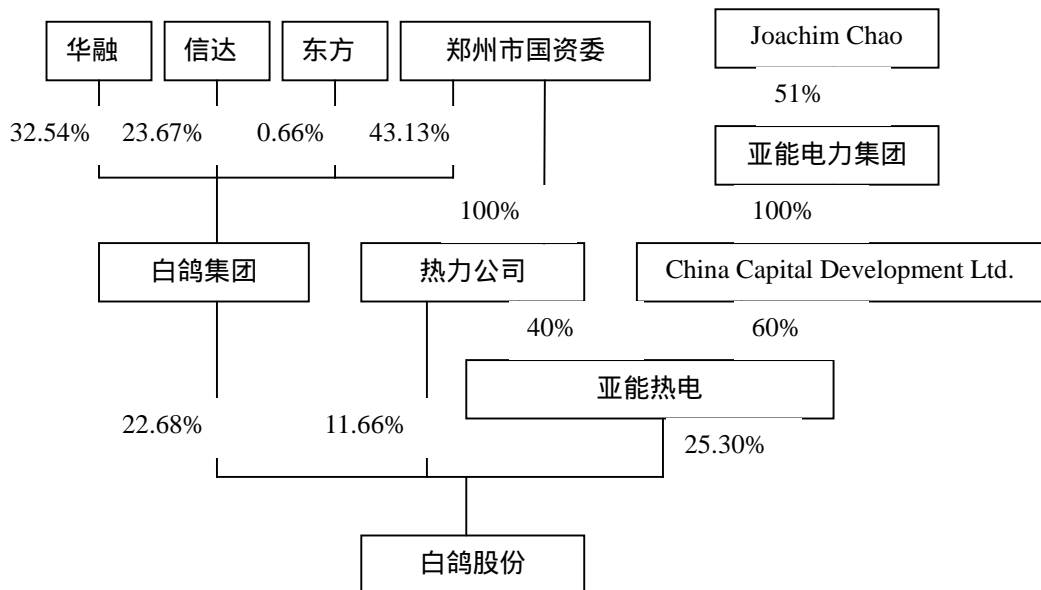 华融
信达
东方
郑州市国资委
Joachim Chao
32.54%
23.67%
0.66%
43.13%
51%
亚能电力集团
100%
100%
白鸽集团
热力公司
China Capital Development Ltd.
40%
60%
亚能热电
22.68%
11.66%
25.30%
白鸽股份